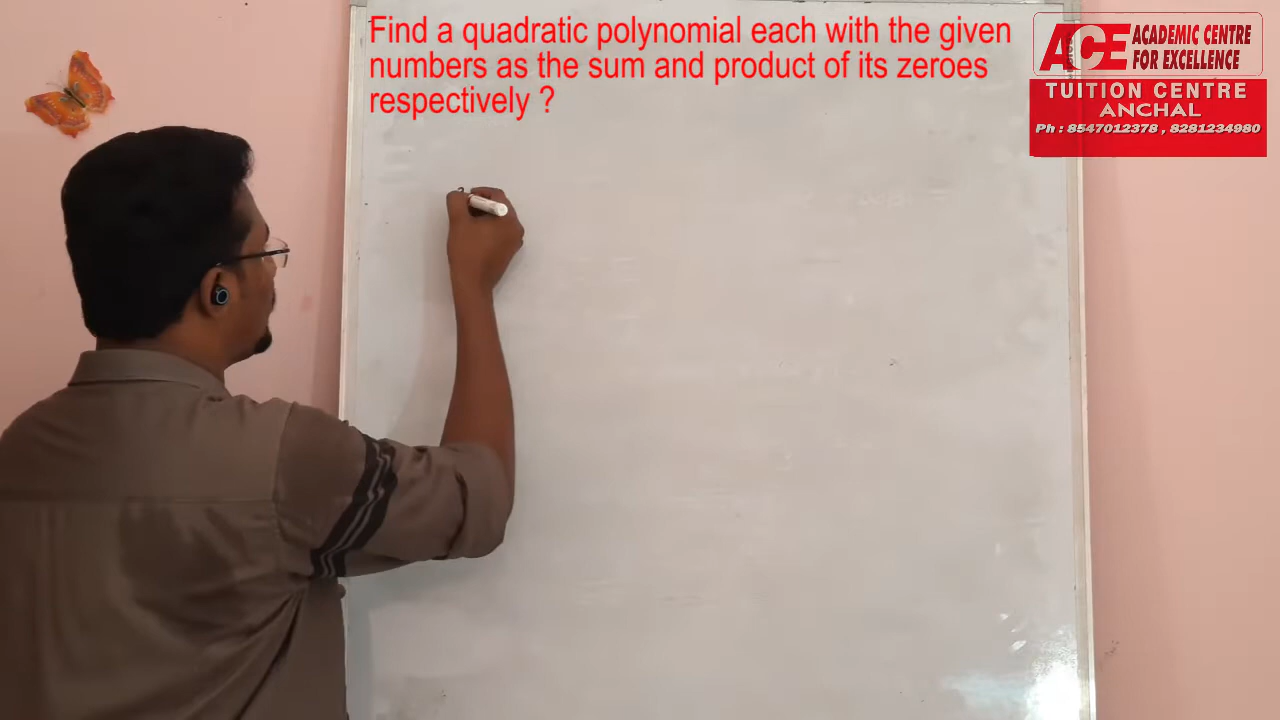 Find a quadratic polynomial each with the given
numbers as the sum and product of its zeroes
respectively ?
ACE ACADEMIC CENTRE
FOR EXCELLENCE
TUITION CENTRE
ANCHAL
Ph : 8547012378 , 8281234980